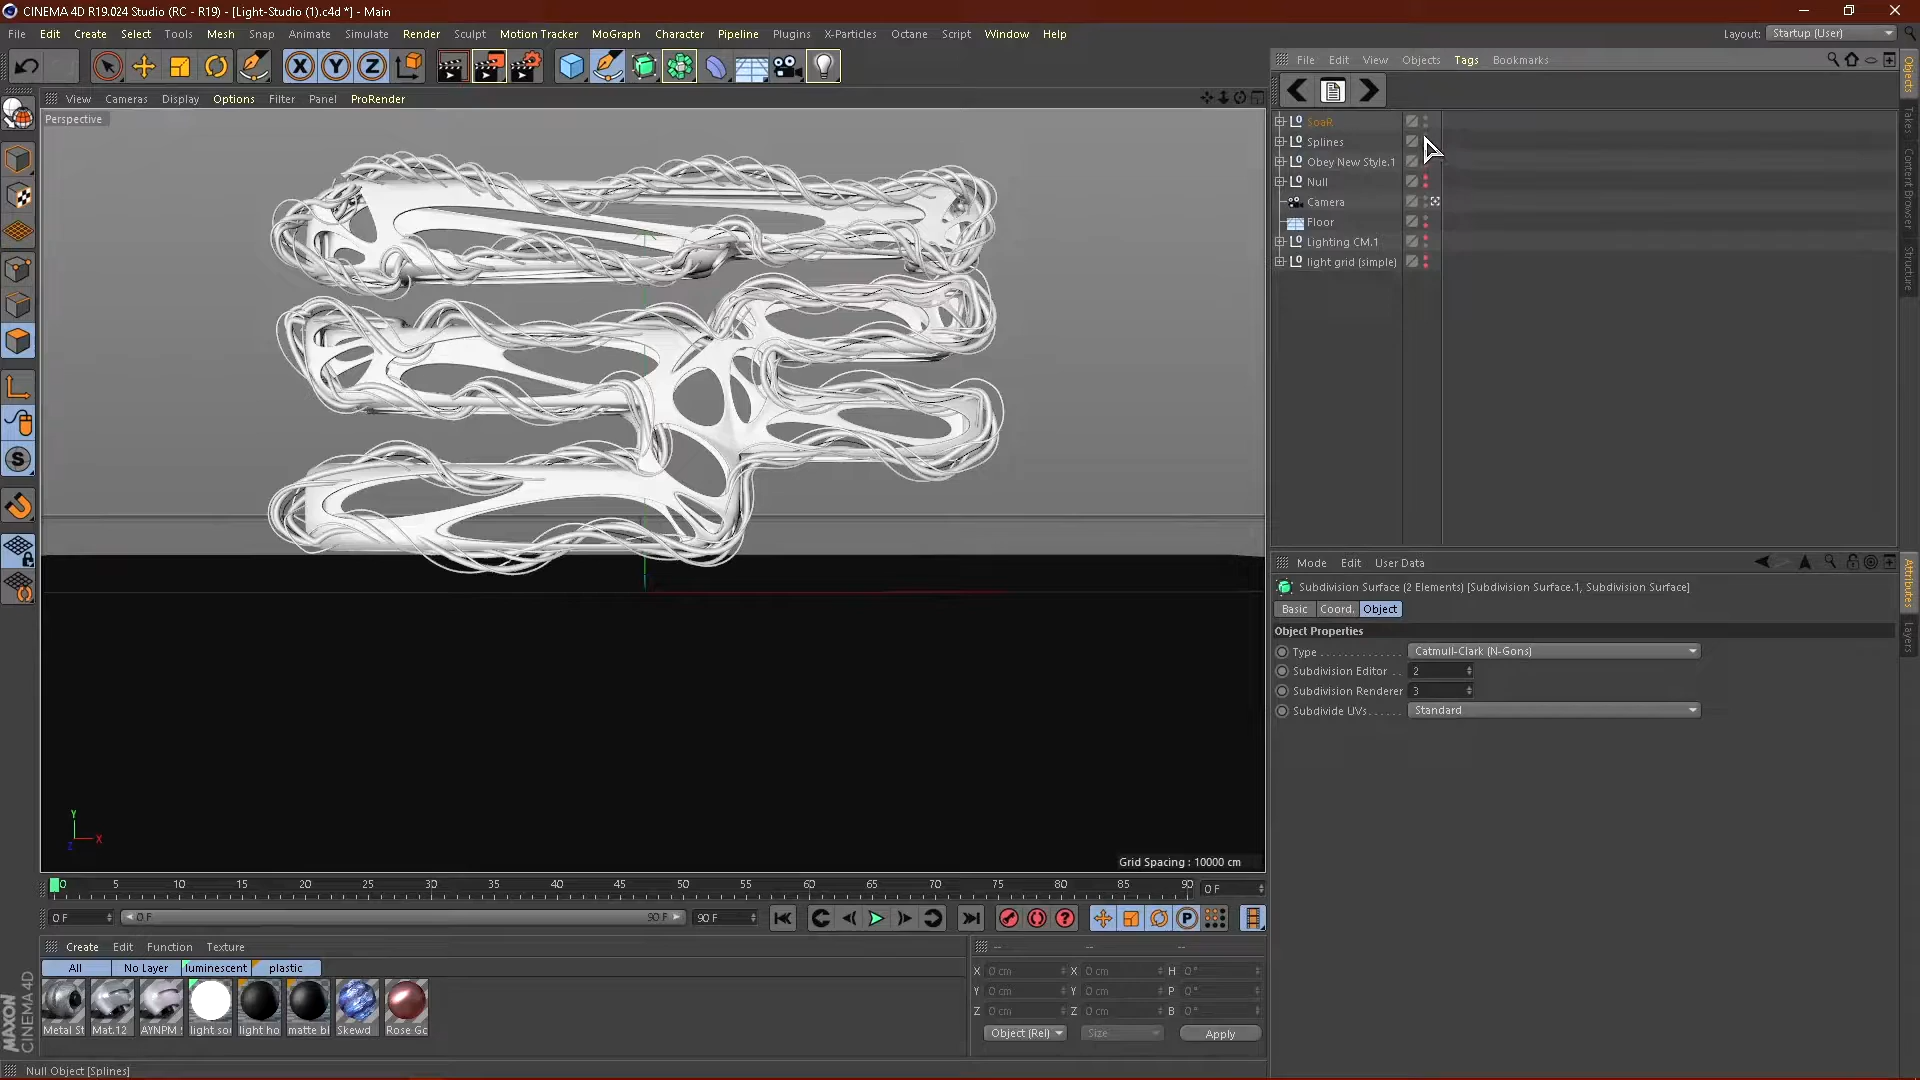 CINEMA 4D R19.024 Studio (RC - R19) - [Light-Studio (1).c4d *] - Main
File Edit Create Select Tools Mesh Snap Animate Simulate Sculpt Render Motion Tracker MoGraph Character Pipeline Plugins X-Particles Octane Script Window Help
Layout: Startup (User)
View Cameras Display Options Filter Panel ProRender
File Edit View Objects Tags Bookmarks
Perspective
SoaR
Splines
Obey New Style.1
Null
Camera
Floor
Lighting CM.1
light grid (simple)
Objects
Takes
Content Browser
Structure
Mode Edit User Data
Subdivision Surface (2 Elements) [Subdivision Surface.1, Subdivision Surface]
Basic Coord. Object
Object Properties
Type Catmull-Clark (N-Gons)
Subdivision Editor 2
Subdivision Renderer 3
Subdivide UVs Standard
Attributes
Layers
Y
X
Z
Grid Spacing : 10000 cm
0 5 10 15 20 25 30 35 40 45 50 55 60 65 70 75 80 85 90 0 F
0 F 0 F 90 F 90 F
Create Edit Function Texture
All No Layer luminescent plastic
Metal St Mat.12 AYNPM light sou light ho matte bl Skewd Rose Gc
-- -- --
X 0 cm X 0 cm H 0°
Y 0 cm Y 0 cm P 0°
Z 0 cm Z 0 cm B 0°
Object (Rel) Size Apply
MAXON
CINEMA 4D
Null Object [Splines]